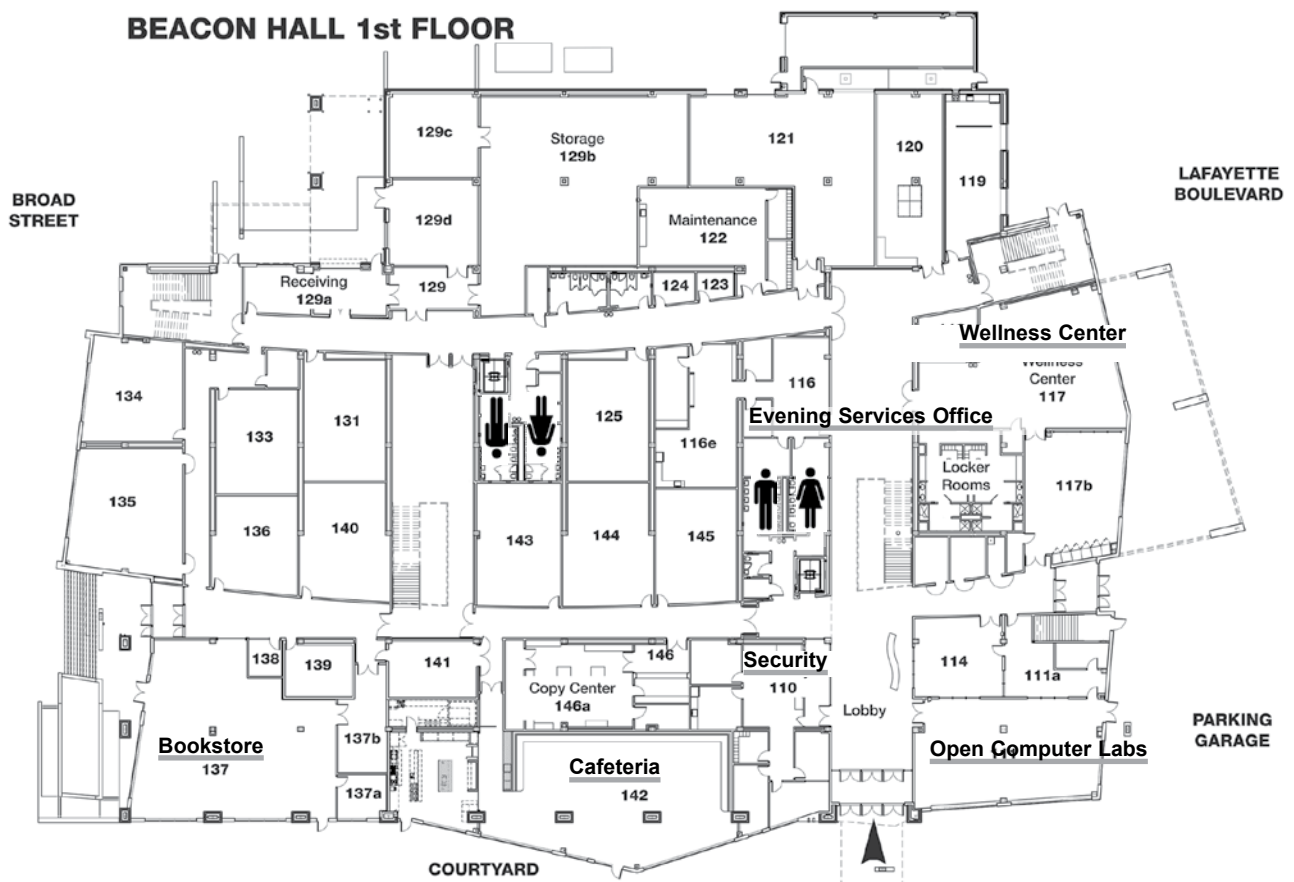 BEACON HALL 1st FLOOR
129c
Storage
129b
121
120
119
BROAD
STREET
LAFAYETTE
BOULEVARD
129d
Maintenance
122
Receiving
129a
129
124
123
Wellness Center
Wellness
Center
117
134
133
131
125
116
116e
Evening Services Office
Locker
Rooms
117b
135
136
140
143
144
145
138
139
141
146
Security
110
114
111a
Copy Center
146a
Lobby
PARKING
GARAGE
Bookstore
137
137b
137a
Cafeteria
142
Open Computer Labs
COURTYARD